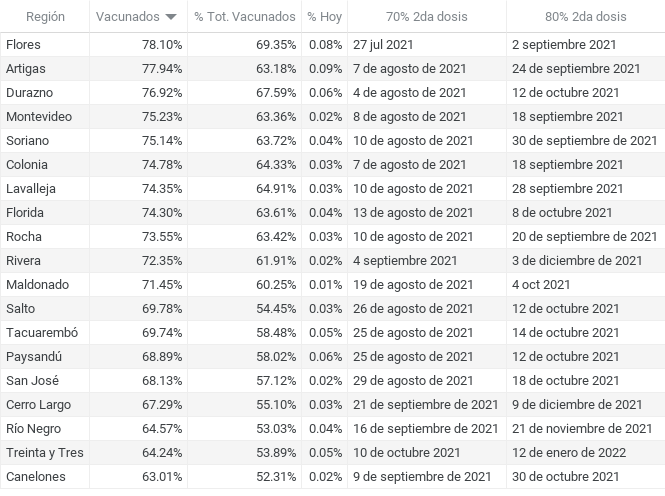 Región Vacunados % Tot. Vacunados % Hoy 70% 2da dosis 80% 2da dosis
Flores 78.10% 69.35% 0.08% 27 jul 2021 2 septiembre 2021
Artigas 77.94% 63.18% 0.09% 7 de agosto de 2021 24 de septiembre 2021
Durazno 76.92% 67.59% 0.06% 4 de agosto de 2021 12 de octubre 2021
Montevideo 75.23% 63.36% 0.02% 8 de agosto de 2021 18 septiembre 2021
Soriano 75.14% 63.72% 0.04% 10 de agosto de 2021 30 de septiembre de 2021
Colonia 74.78% 64.33% 0.03% 7 de agosto de 2021 18 septiembre 2021
Lavalleja 74.35% 64.91% 0.03% 10 de agosto de 2021 28 septiembre 2021
Florida 74.30% 63.61% 0.04% 13 de agosto de 2021 8 de octubre 2021
Rocha 73.55% 63.42% 0.03% 10 de agosto de 2021 20 de septiembre de 2021
Rivera 72.35% 61.91% 0.02% 4 septiembre 2021 3 de diciembre de 2021
Maldonado 71.45% 60.25% 0.01% 19 de agosto de 2021 4 oct 2021
Salto 69.78% 54.45% 0.03% 26 de agosto de 2021 12 de octubre 2021
Tacuarembó 69.74% 58.48% 0.05% 25 de agosto de 2021 14 de octubre 2021
Paysandú 68.89% 58.02% 0.06% 25 de agosto de 2021 12 de octubre 2021
San José 68.13% 57.12% 0.02% 29 de agosto de 2021 18 de octubre 2021
Cerro Largo 67.29% 55.10% 0.03% 21 de septiembre de 2021 9 de diciembre de 2021
Río Negro 64.57% 53.03% 0.04% 16 de septiembre de 2021 21 de noviembre de 2021
Treinta y Tres 64.24% 53.89% 0.05% 10 de octubre 2021 12 de enero de 2022
Canelones 63.01% 52.31% 0.02% 9 de septiembre de 2021 30 de octubre 2021